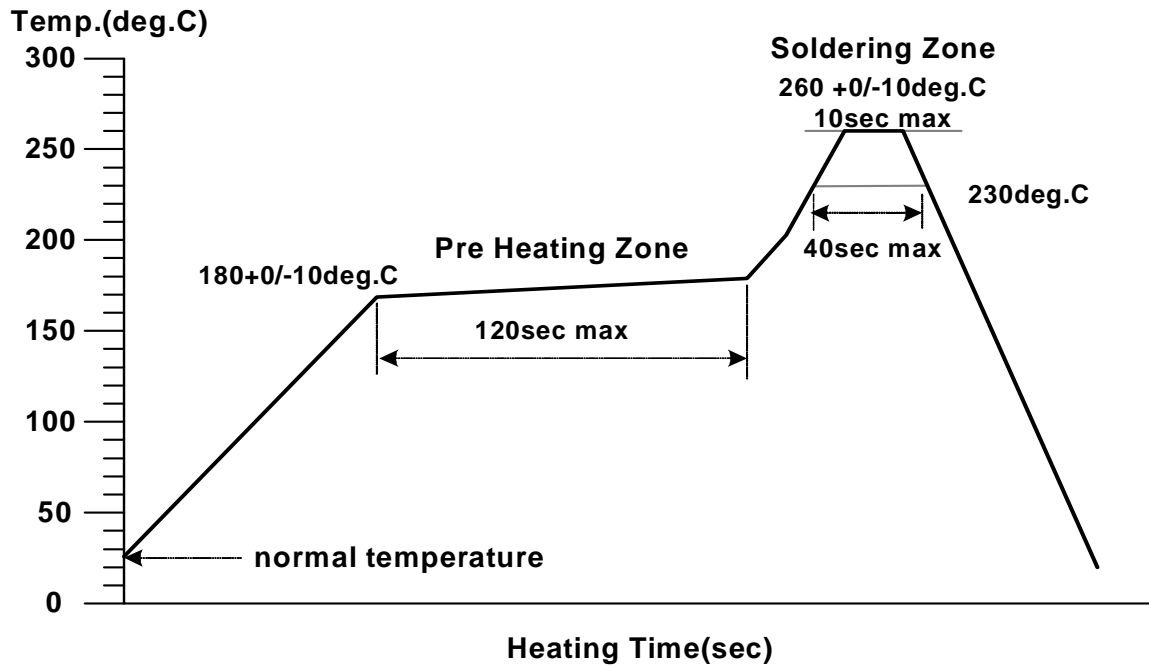 Temp.(deg.C)
300
250
200
150
100
50
0
Soldering Zone
260 +0/-10deg.C
10sec max
230deg.C
40sec max
Pre Heating Zone
180+0/-10deg.C
120sec max
normal temperature
Heating Time(sec)